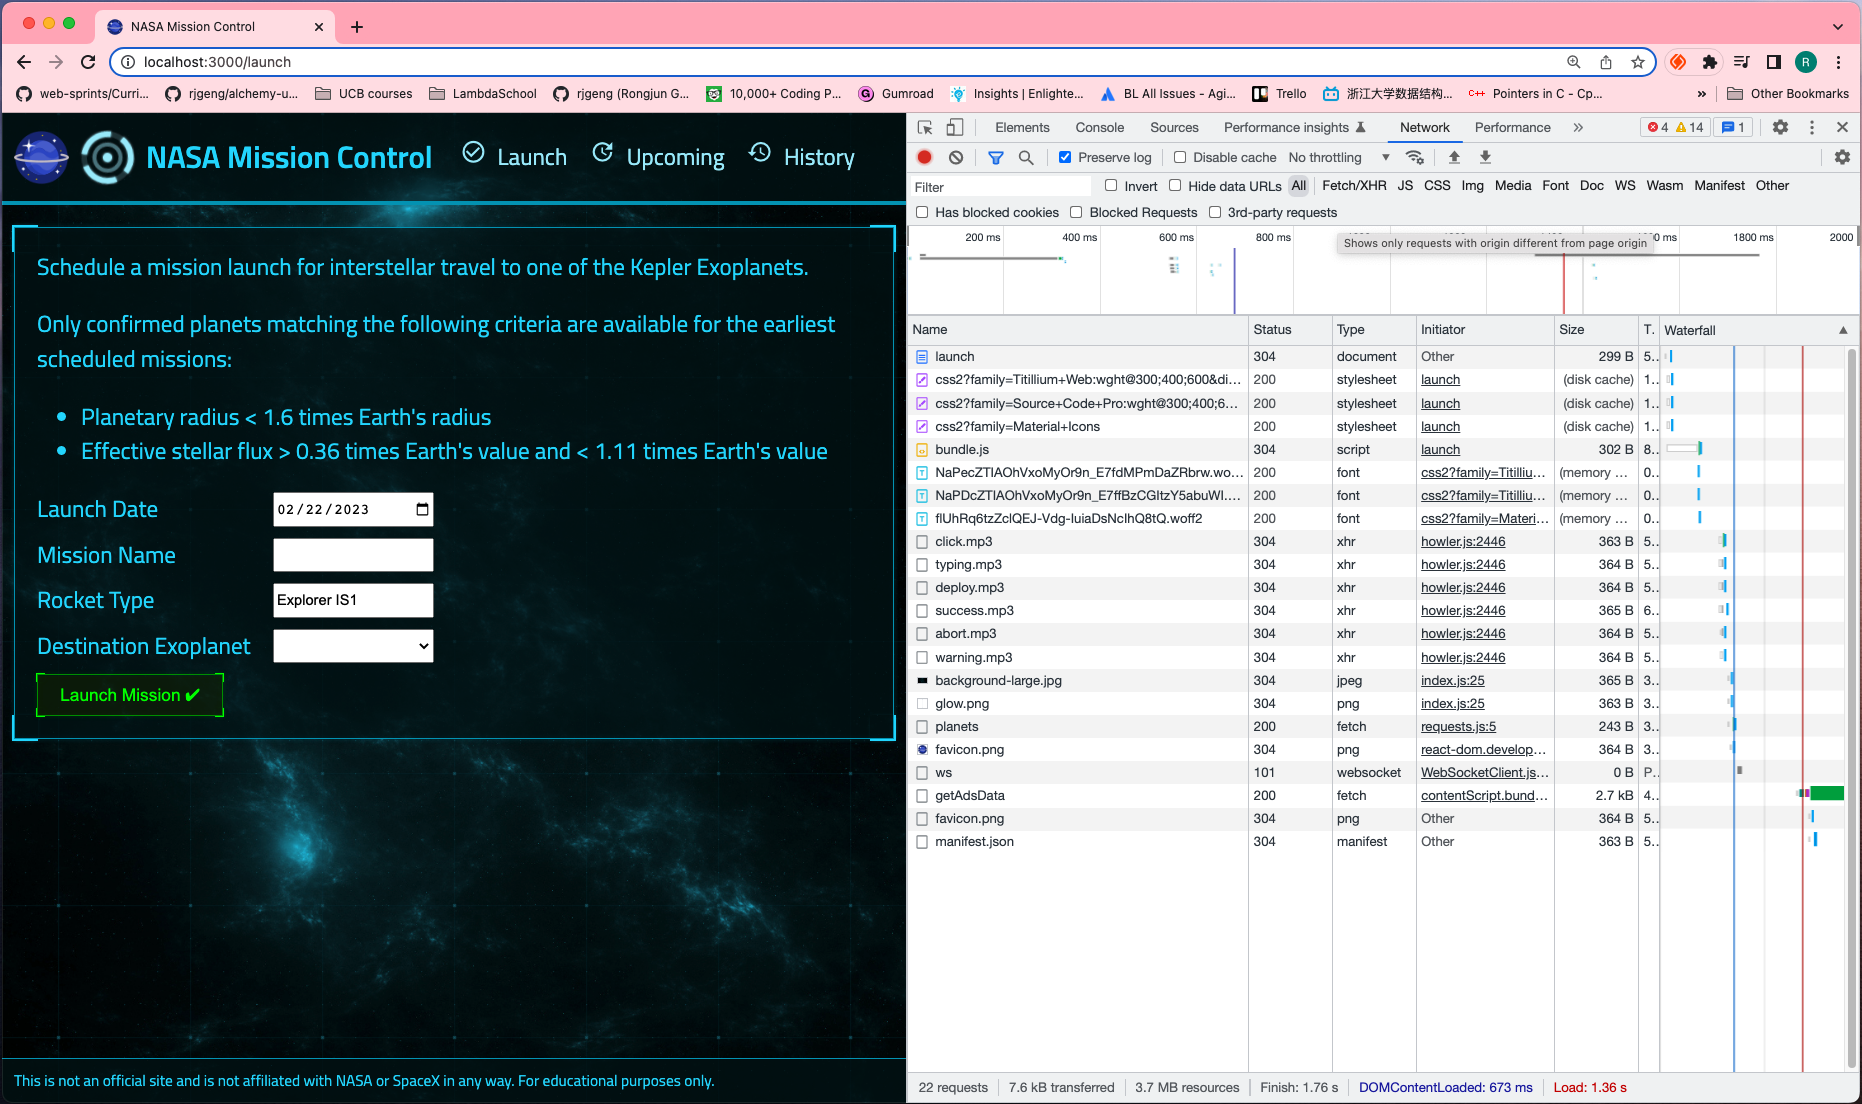 NASA Mission Control
localhost:3000/launch
web-sprints/Curri... rjgeng/alchemy-u... UCB courses LambdaSchool rjgeng (Rongjun G... 10,000+ Coding P... Gumroad Insights | Enlighte... BL All Issues - Agi... Trello 浙江大学数据结构... C++ Pointers in C - Cp... » Other Bookmarks
NASA Mission Control Launch Upcoming History
Schedule a mission launch for interstellar travel to one of the Kepler Exoplanets.
Only confirmed planets matching the following criteria are available for the earliest
scheduled missions:
• Planetary radius < 1.6 times Earth's radius
• Effective stellar flux > 0.36 times Earth's value and < 1.11 times Earth's value
Launch Date 02/22/2023
Mission Name
Rocket Type Explorer IS1
Destination Exoplanet
Launch Mission ✔
This is not an official site and is not affiliated with NASA or SpaceX in any way. For educational purposes only.
Elements Console Sources Performance insights Network Performance » 4 14 1
Preserve log Disable cache No throttling
Filter Invert Hide data URLs All Fetch/XHR JS CSS Img Media Font Doc WS Wasm Manifest Other
Has blocked cookies Blocked Requests 3rd-party requests
200 ms 400 ms 600 ms 800 ms 1800 ms 2000
Shows only requests with origin different from page origin
Name Status Type Initiator Size T. Waterfall
launch 304 document Other 299 B 5..
css2?family=Titillium+Web:wght@300;400;600&di... 200 stylesheet launch (disk cache) 1..
css2?family=Source+Code+Pro:wght@300;400;6... 200 stylesheet launch (disk cache) 1..
css2?family=Material+Icons 200 stylesheet launch (disk cache) 1..
bundle.js 304 script launch 302 B 8..
NaPecZTIAOhVxoMyOr9n_E7fdMPmDaZRbrw.wo... 200 font css2?family=Titilliu... (memory ... 0..
NaPDcZTIAOhVxoMyOr9n_E7ffBzCGItzY5abuWI.... 200 font css2?family=Titilliu... (memory ... 0..
flUhRq6tzZclQEJ-Vdg-IuiaDsNcIhQ8tQ.woff2 200 font css2?family=Materi... (memory ... 0..
click.mp3 304 xhr howler.js:2446 363 B 5..
typing.mp3 304 xhr howler.js:2446 364 B 5..
deploy.mp3 304 xhr howler.js:2446 364 B 5..
success.mp3 304 xhr howler.js:2446 365 B 6..
abort.mp3 304 xhr howler.js:2446 364 B 5..
warning.mp3 304 xhr howler.js:2446 364 B 5..
background-large.jpg 304 jpeg index.js:25 365 B 3..
glow.png 304 png index.js:25 363 B 3..
planets 200 fetch requests.js:5 243 B 3..
favicon.png 304 png react-dom.develop... 364 B 3..
ws 101 websocket WebSocketClient.js... 0 B P..
getAdsData 200 fetch contentScript.bund... 2.7 kB 4..
favicon.png 304 png Other 364 B 5..
manifest.json 304 manifest Other 363 B 5..
22 requests 7.6 kB transferred 3.7 MB resources Finish: 1.76 s DOMContentLoaded: 673 ms Load: 1.36 s